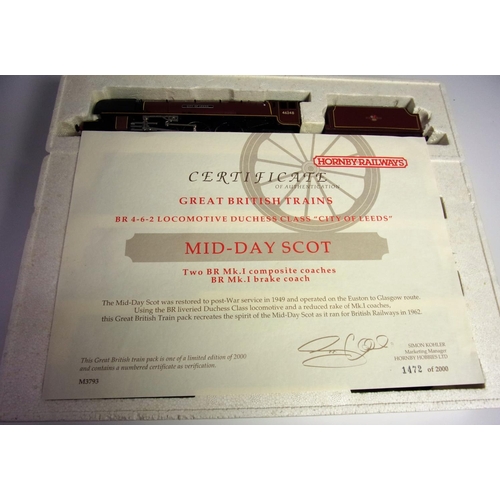 HORNBY RAILWAYS
CERTIFICATE
OF AUTHENTICATION
GREAT BRITISH TRAINS
BR 4-6-2 LOCOMOTIVE DUCHESS CLASS "CITY OF LEEDS"
MID-DAY SCOT
Two BR Mk.I composite coaches
BR Mk.I brake coach
The Mid-Day Scot was restored to post-War service in 1949 and operated on the Euston to Glasgow route.
Using the BR liveried Duchess Class locomotive and a reduced rake of Mk.I coaches,
this Great British Train pack recreates the spirit of the Mid-Day Scot as it ran for British Railways in 1962.
This Great British train pack is one of a limited edition of 2000
and contains a numbered certificate as verification.
M3793
SIMON KOHLER
Marketing Manager
HORNBY HOBBIES LTD
1472 of 2000